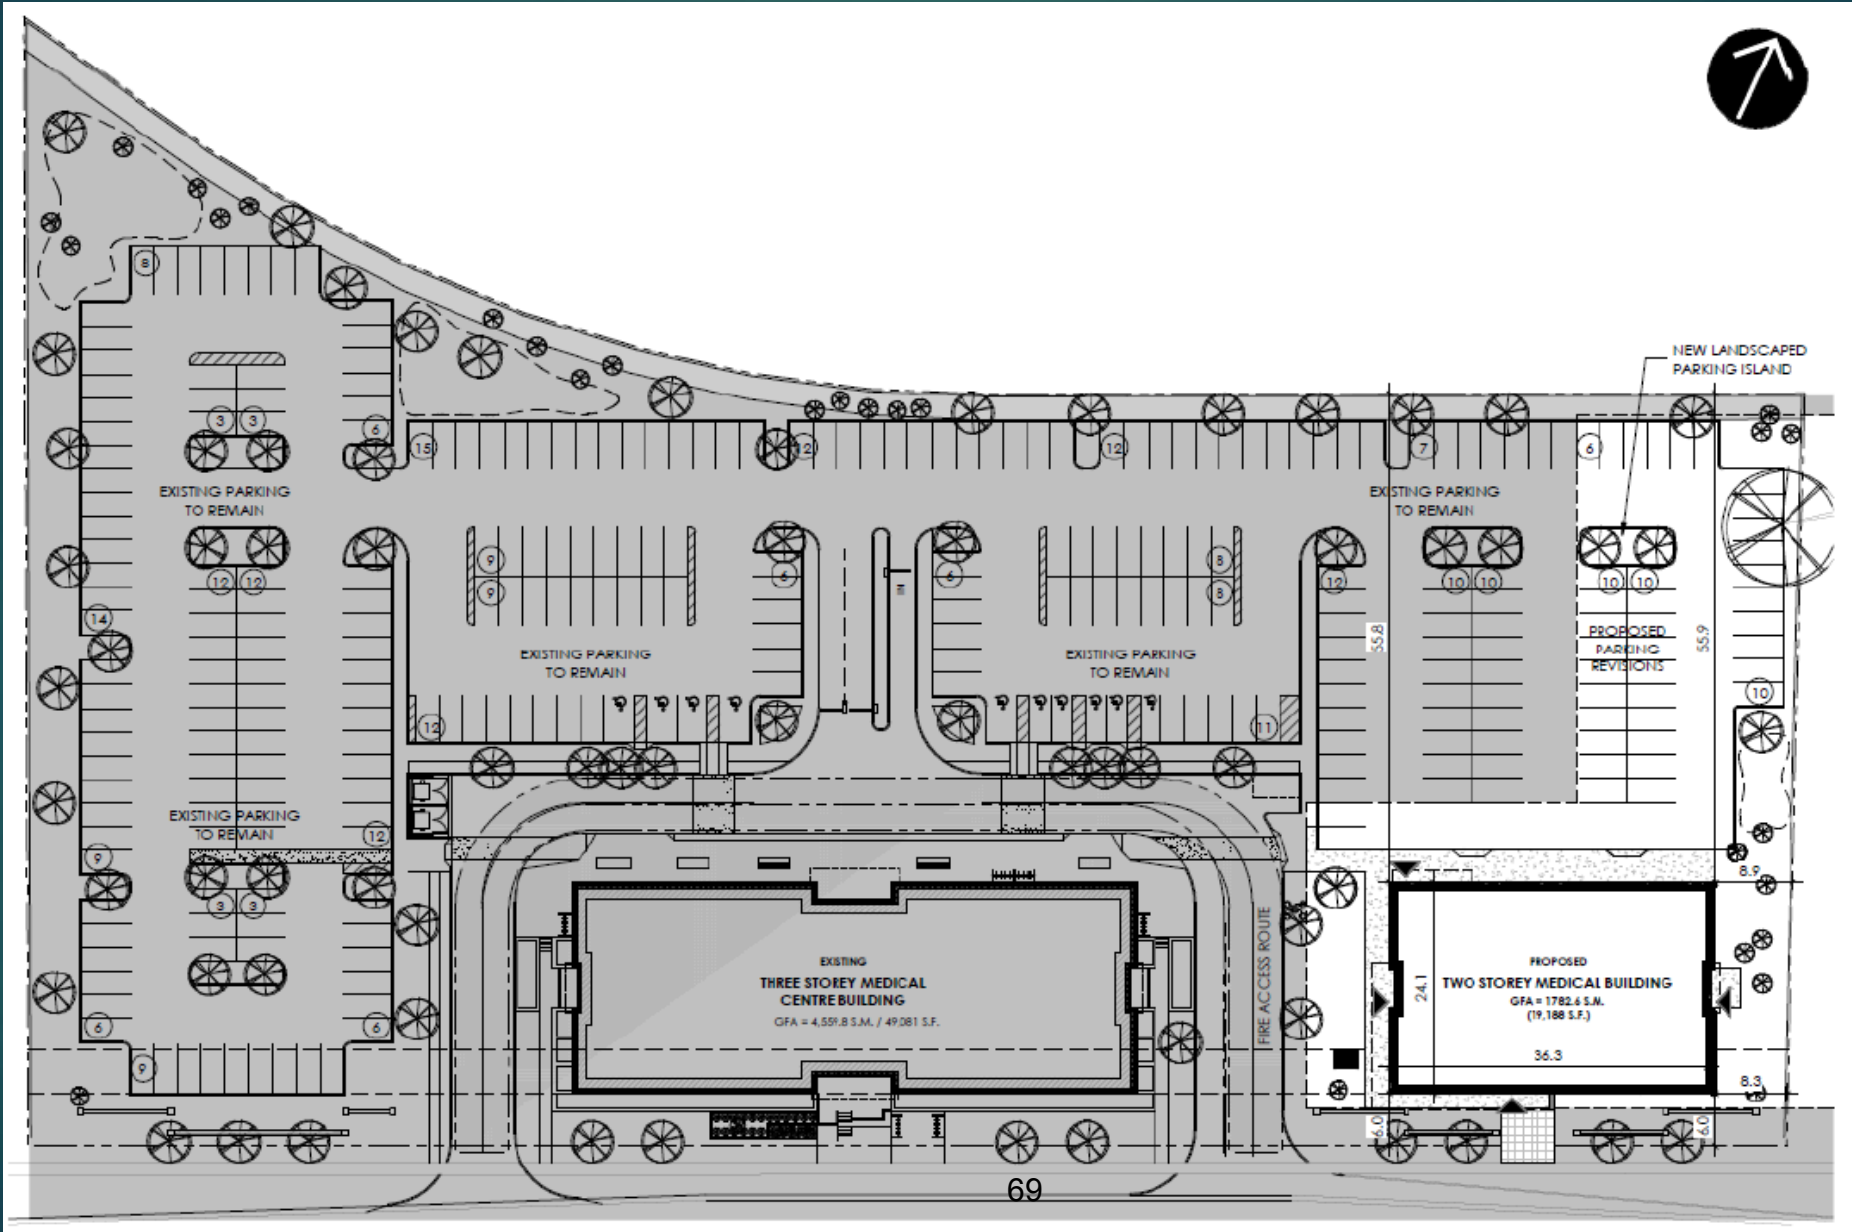 NEW LANDSCAPED
PARKING ISLAND
8
3 3
6
15
12
12
7
6
EXISTING PARKING
TO REMAIN
EXISTING PARKING
TO REMAIN
9
9
6
6
8
8
12 12
12
10 10
10 10
14
55.8
PROPOSED
PARKING
REVISIONS
55.9
EXISTING PARKING
TO REMAIN
EXISTING PARKING
TO REMAIN
IN
10
12
11
EXISTING PARKING
TO REMAIN
12
9
3 3
8.9
FIRE ACCESS ROUTE
EXISTING
THREE STOREY MEDICAL
CENTRE BUILDING
GFA = 4,559.8 S.M. / 49,081 S.F.
PROPOSED
TWO STOREY MEDICAL BUILDING
GFA = 1782.6 S.M.
(19,188 S.F.)
24.1
36.3
6
6
9
8.3
6.0
6.0
69